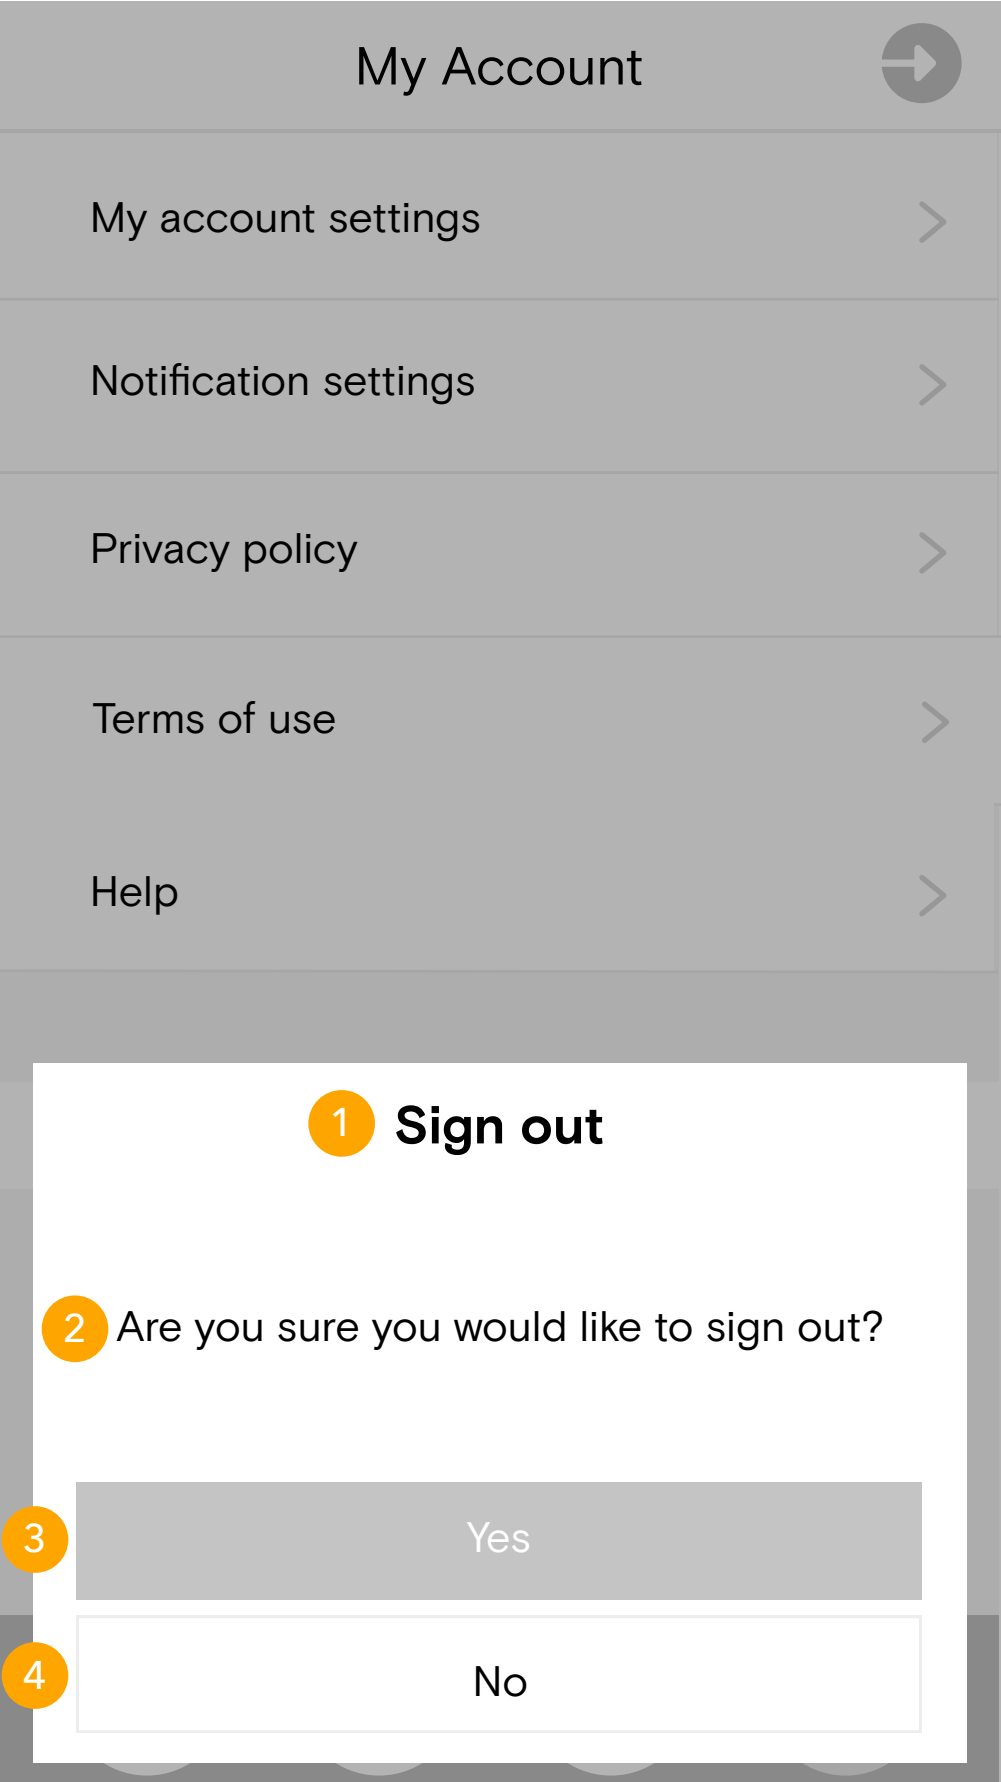 My Account
My account settings
Notification settings
Privacy policy
Terms of use
Help
1 Sign out
2 Are you sure you would like to sign out?
3 Yes
4 No